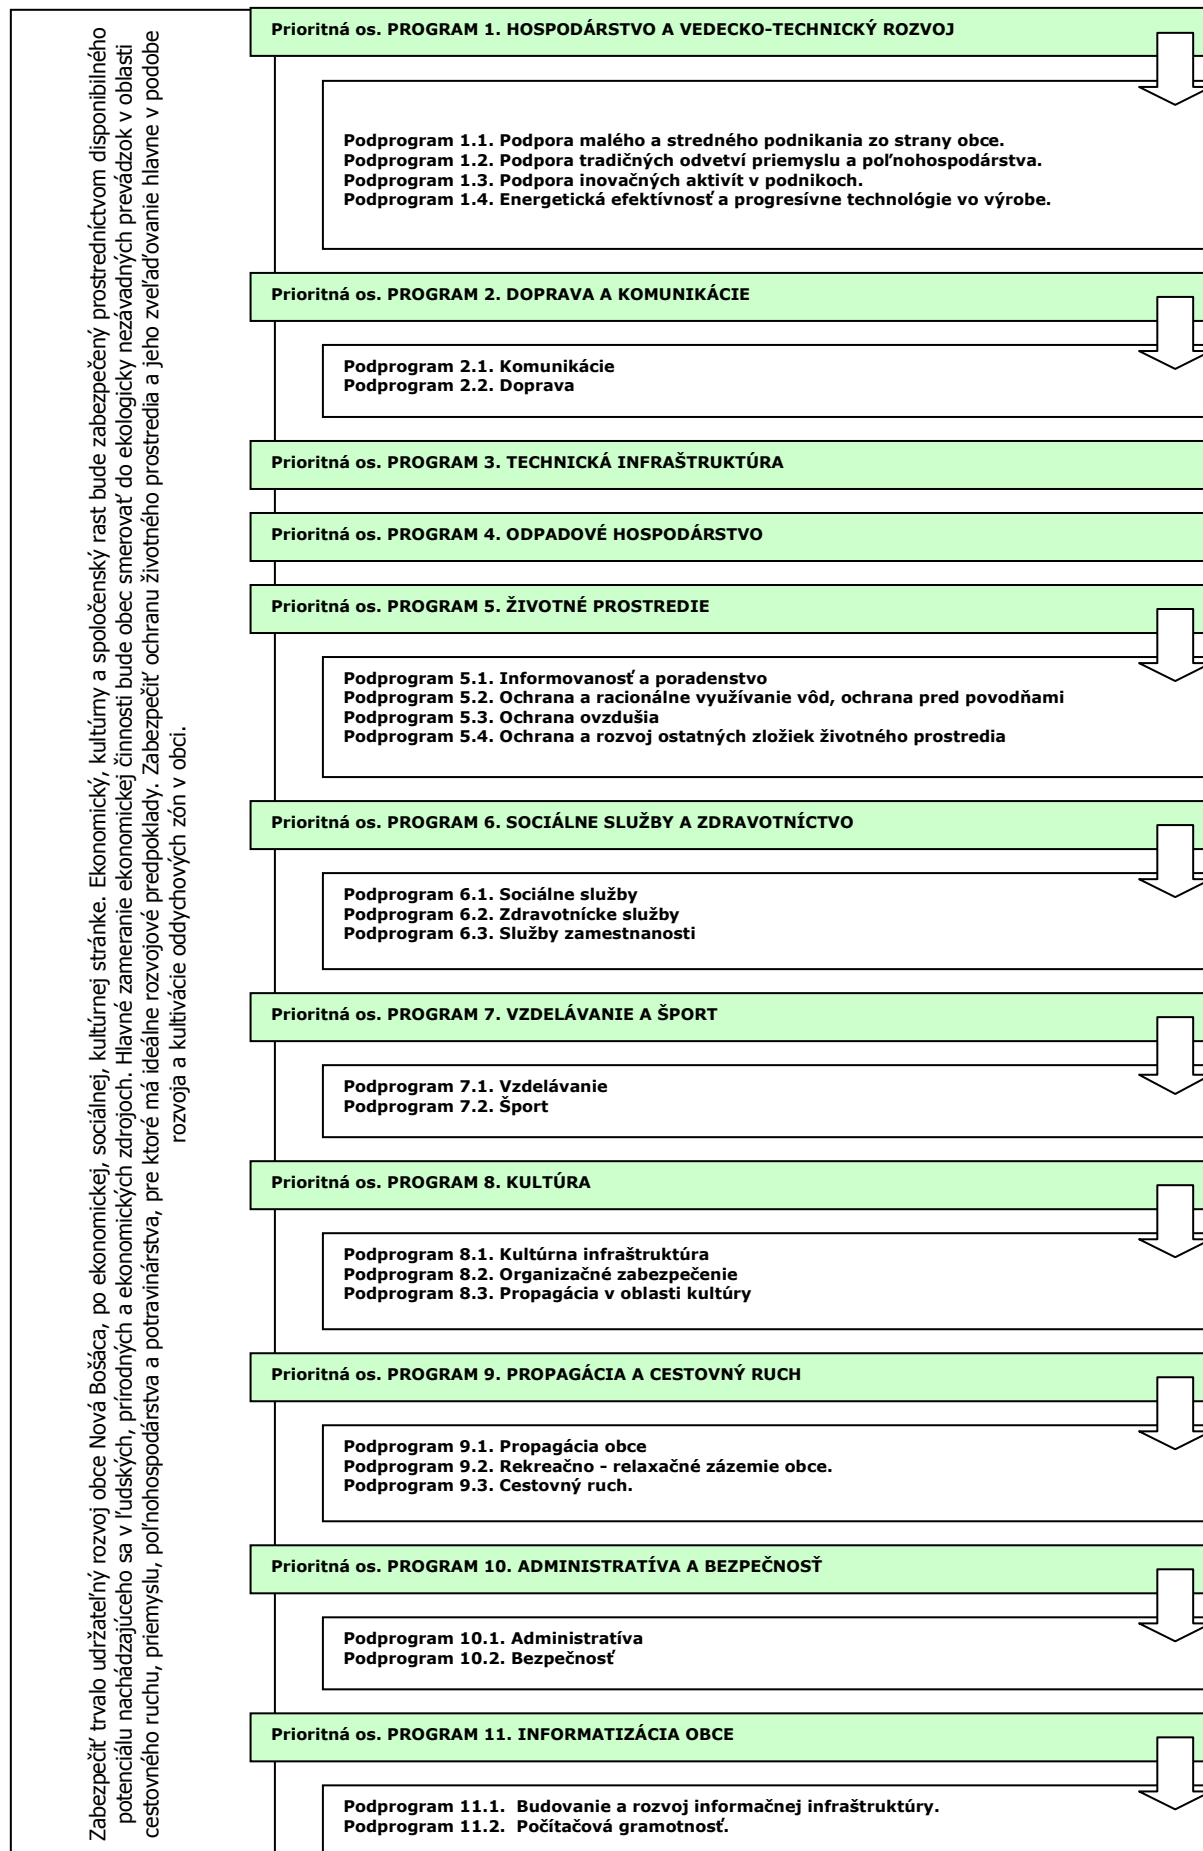 Zabezpečiť trvalo udržateľný rozvoj obce Nová Bošáca, po ekonomickej, sociálnej, kultúrnej stránke. Ekonomický, kultúrny a spoločenský rast bude zabezpečený prostredníctvom disponibilného
potenciálu nachádzajúceho sa v ľudských, prírodných a ekonomických zdrojoch. Hlavné zameranie ekonomickej činnosti bude obec smerovať do ekologicky nezávadných prevádzok v oblasti
cestovného ruchu, priemyslu, poľnohospodárstva a potravinárstva, pre ktoré má ideálne rozvojové predpoklady. Zabezpečiť ochranu životného prostredia a jeho zveľaďovanie hlavne v podobe
rozvoja a kultivácie oddychových zón v obci.
Prioritná os. PROGRAM 1. HOSPODÁRSTVO A VEDECKO-TECHNICKÝ ROZVOJ
Podprogram 1.1. Podpora malého a stredného podnikania zo strany obce.
Podprogram 1.2. Podpora tradičných odvetví priemyslu a poľnohospodárstva.
Podprogram 1.3. Podpora inovačných aktivít v podnikoch.
Podprogram 1.4. Energetická efektívnosť a progresívne technológie vo výrobe.
Prioritná os. PROGRAM 2. DOPRAVA A KOMUNIKÁCIE
Podprogram 2.1. Komunikácie
Podprogram 2.2. Doprava
Prioritná os. PROGRAM 3. TECHNICKÁ INFRAŠTRUKTÚRA
Prioritná os. PROGRAM 4. ODPADOVÉ HOSPODÁRSTVO
Prioritná os. PROGRAM 5. ŽIVOTNÉ PROSTREDIE
Podprogram 5.1. Informovanosť a poradenstvo
Podprogram 5.2. Ochrana a racionálne využívanie vôd, ochrana pred povodňami
Podprogram 5.3. Ochrana ovzdušia
Podprogram 5.4. Ochrana a rozvoj ostatných zložiek životného prostredia
Prioritná os. PROGRAM 6. SOCIÁLNE SLUŽBY A ZDRAVOTNÍCTVO
Podprogram 6.1. Sociálne služby
Podprogram 6.2. Zdravotnícke služby
Podprogram 6.3. Služby zamestnanosti
Prioritná os. PROGRAM 7. VZDELÁVANIE A ŠPORT
Podprogram 7.1. Vzdelávanie
Podprogram 7.2. Šport
Prioritná os. PROGRAM 8. KULTÚRA
Podprogram 8.1. Kultúrna infraštruktúra
Podprogram 8.2. Organizačné zabezpečenie
Podprogram 8.3. Propagácia v oblasti kultúry
Prioritná os. PROGRAM 9. PROPAGÁCIA A CESTOVNÝ RUCH
Podprogram 9.1. Propagácia obce
Podprogram 9.2. Rekreačno - relaxačné zázemie obce.
Podprogram 9.3. Cestovný ruch.
Prioritná os. PROGRAM 10. ADMINISTRATÍVA A BEZPEČNOSŤ
Podprogram 10.1. Administratíva
Podprogram 10.2. Bezpečnosť
Prioritná os. PROGRAM 11. INFORMATIZÁCIA OBCE
Podprogram 11.1. Budovanie a rozvoj informačnej infraštruktúry.
Podprogram 11.2. Počítačová gramotnosť.